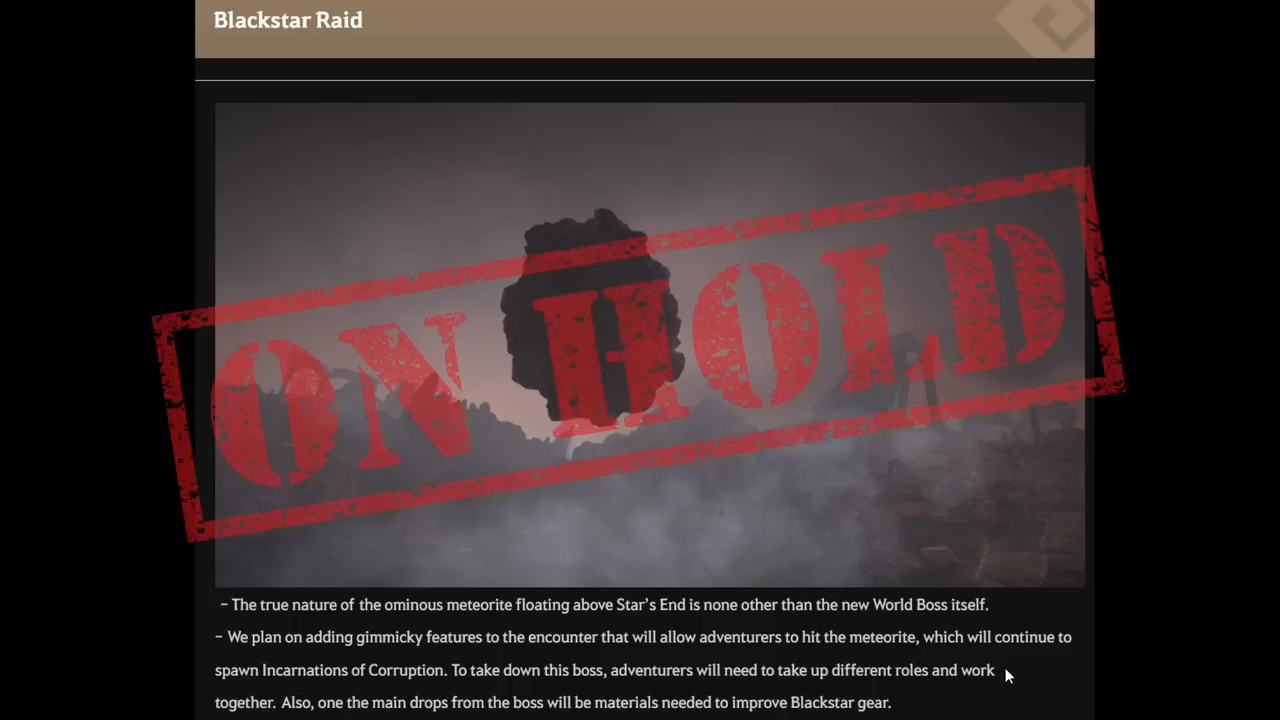 Blackstar Raid
ON HOLD
– The true nature of the ominous meteorite floating above Star's End is none other than the new World Boss itself.
– We plan on adding gimmicky features to the encounter that will allow adventurers to hit the meteorite, which will continue to
spawn Incarnations of Corruption. To take down this boss, adventurers will need to take up different roles and work
together. Also, one the main drops from the boss will be materials needed to improve Blackstar gear.